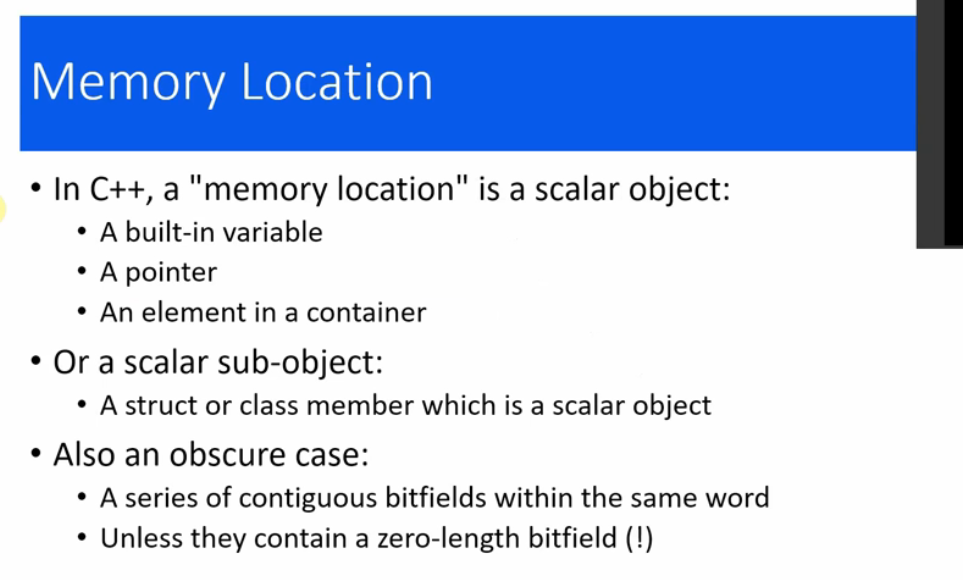 Memory Location
• In C++, a "memory location" is a scalar object:
• A built-in variable
• A pointer
• An element in a container
• Or a scalar sub-object:
• A struct or class member which is a scalar object
• Also an obscure case:
• A series of contiguous bitfields within the same word
• Unless they contain a zero-length bitfield (!)